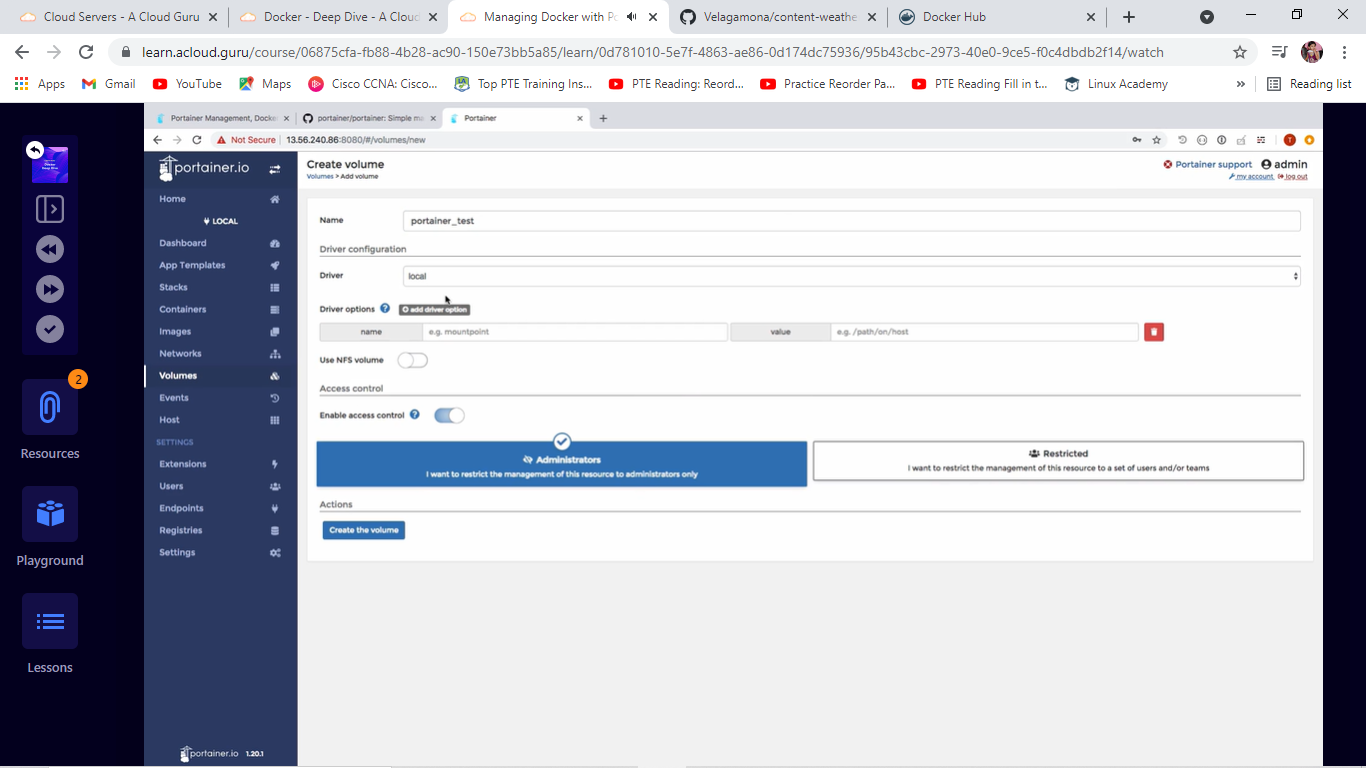 Cloud Servers - A Cloud Guru
Docker - Deep Dive - A Cloud
Managing Docker with Po
Velagamona/content-weathe
Docker Hub
learn.acloud.guru/course/06875cfa-fb88-4b28-ac90-150e73bb5a85/learn/0d781010-5e7f-4863-ae86-0d174dc75936/95b43cbc-2973-40e0-9ce5-f0c4dbdb2f14/watch
Apps
Gmail
YouTube
Maps
Cisco CCNA: Cisco...
Top PTE Training Ins...
PTE Reading: Reord...
Practice Reorder Pa...
PTE Reading Fill in t...
Linux Academy
»
Reading list
Docker
Deep Dive
2
Resources
Playground
Lessons
Portainer Management, Docke
portainer/portainer: Simple ma
Portainer
Not Secure
13.56.240.86:8080/#/volumes/new
T
portainer.io
Home
LOCAL
Dashboard
App Templates
Stacks
Containers
Images
Networks
Volumes
Events
Host
SETTINGS
Extensions
Users
Endpoints
Registries
Settings
portainer.io 1.20.1
Create volume
Volumes > Add volume
Portainer support
admin
my account
log out
Name
portainer_test
Driver configuration
Driver
local
Driver options
add driver option
name
e.g. mountpoint
value
e.g. /path/on/host
Use NFS volume
Access control
Enable access control
Administrators
I want to restrict the management of this resource to administrators only
Restricted
I want to restrict the management of this resource to a set of users and/or teams
Actions
Create the volume